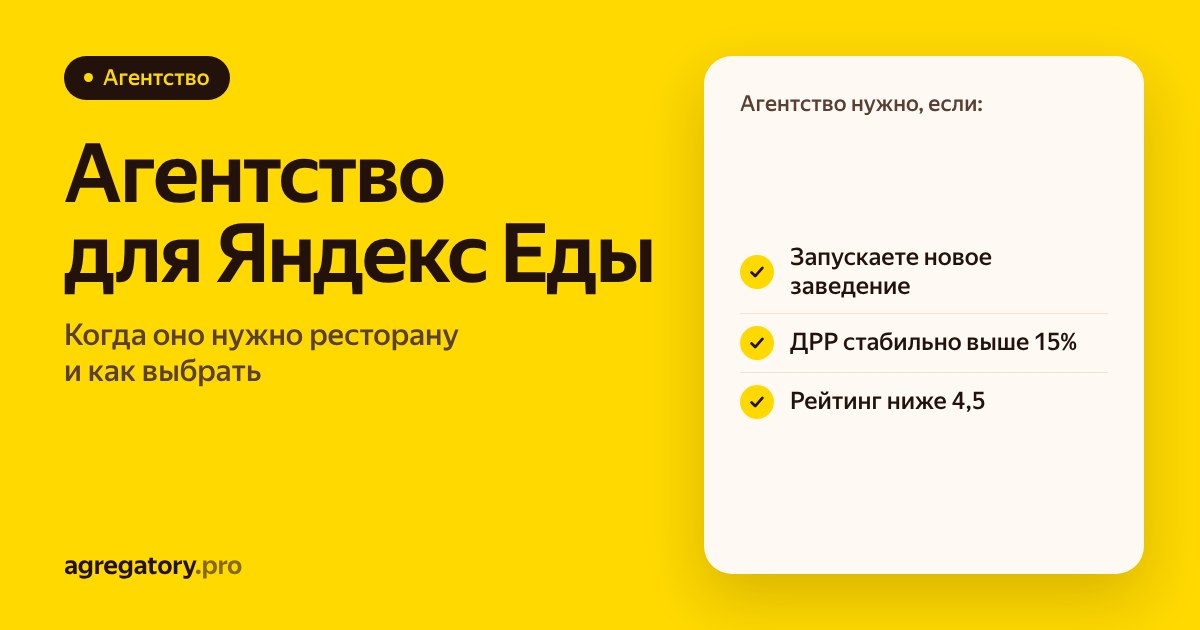 Агентство
Агентство
для Яндекс Еды
Когда оно нужно ресторану
и как выбрать
agregatory.pro
Агентство нужно, если:
Запускаете новое
заведение
ДРР стабильно выше 15%
Рейтинг ниже 4,5